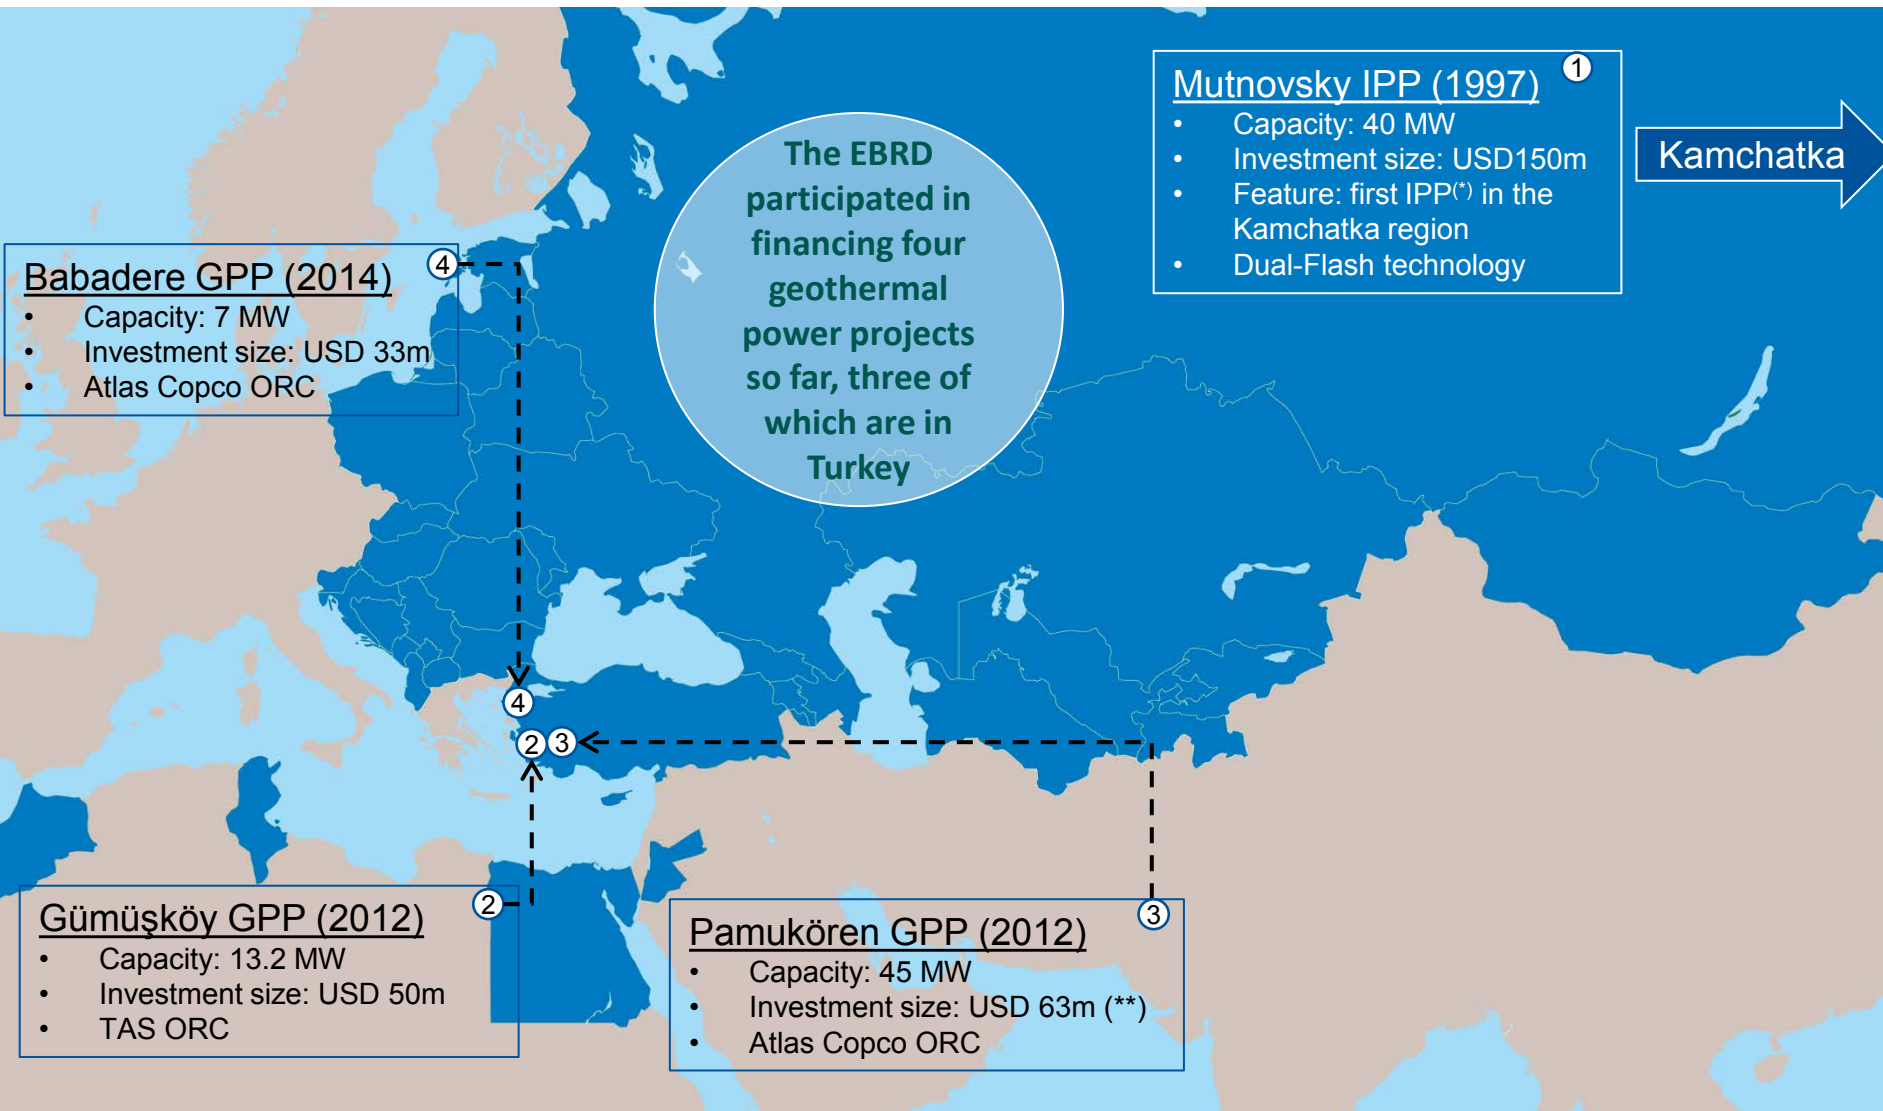 Mutnovsky IPP (1997)
1
• Capacity: 40 MW
• Investment size: USD150m
• Feature: first IPP(*) in the
Kamchatka region
• Dual-Flash technology
Kamchatka
The EBRD
participated in
financing four
geothermal
power projects
so far, three of
which are in
Turkey
Babadere GPP (2014)
4
• Capacity: 7 MW
• Investment size: USD 33m
• Atlas Copco ORC
4
2
3
Gümüşköy GPP (2012)
2
• Capacity: 13.2 MW
• Investment size: USD 50m
• TAS ORC
Pamukören GPP (2012)
3
• Capacity: 45 MW
• Investment size: USD 63m (**)
• Atlas Copco ORC